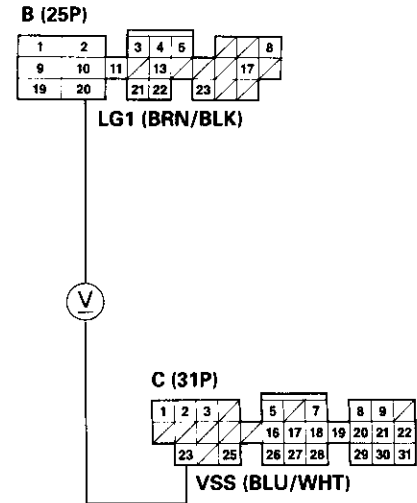 B (25P)
1 2 3 4 5 8
9 10 11 13 17
19 20 21 22 23
LG1 (BRN/BLK)
V
C (31P)
1 2 3 5 7 8 9
16 17 18 19 20 21 22
23 25 26 27 28 29 30 31
VSS (BLU/WHT)